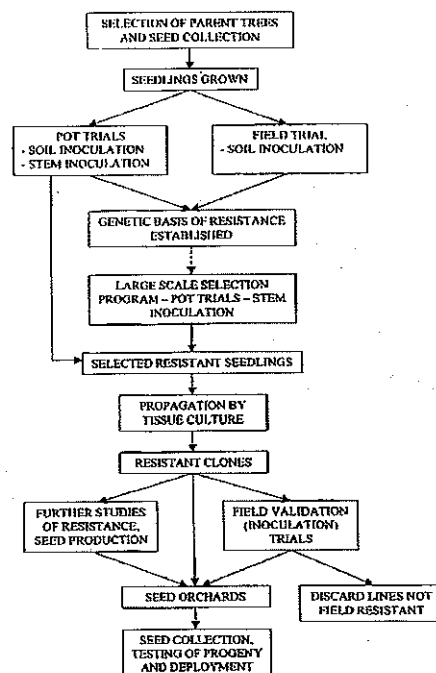 SELECTION OF PARENT TREES
AND SEED COLLECTION
SEEDLINGS GROWN
POT TRIALS
- SOIL INOCULATION
- STEM INOCULATION
FIELD TRIAL
- SOIL INOCULATION
GENETIC BASIS OF RESISTANCE
ESTABLISHED
LARGE SCALE SELECTION
PROGRAM – POT TRIALS – STEM
INOCULATION
SELECTED RESISTANT SEEDLINGS
PROPAGATION BY
TISSUE CULTURE
RESISTANT CLONES
FURTHER STUDIES
OF RESISTANCE,
SEED PRODUCTION
FIELD VALIDATION
(INOCULATION)
TRIALS
SEED ORCHARDS
DISCARD LINES NOT
FIELD RESISTANT
SEED COLLECTION,
TESTING OF PROGENY
AND DEPLOYMENT